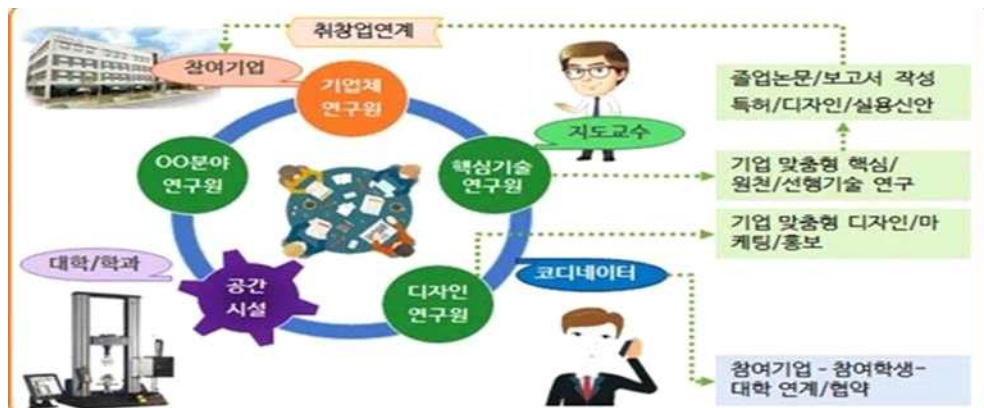 취창업연계
참여기업
기업체
연구원
졸업논문/보고서 작성
특허/디자인/실용신안
지도교수
OO분야
연구원
핵심기술
연구원
기업 맞춤형 핵심/
원천/선행기술 연구
기업 맞춤형 디자인/마
케팅/홍보
대학/학과
코디네이터
공간
시설
디자인
연구원
참여기업 - 참여학생-
대학 연계/협약